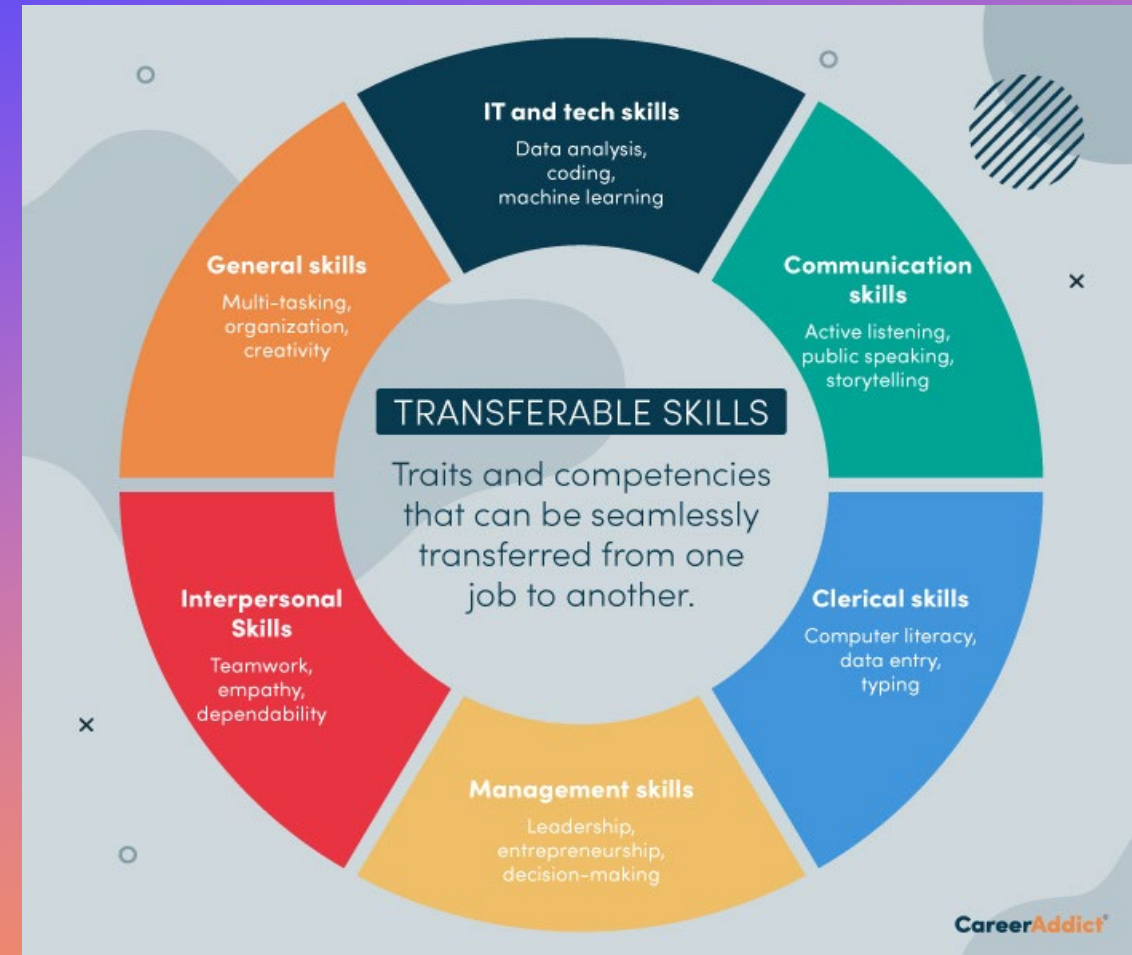 IT and tech skills
Data analysis,
coding,
machine learning
Communication
skills
Active listening,
public speaking,
storytelling
Clerical skills
Computer literacy,
data entry,
typing
Management skills
Leadership,
entrepreneurship,
decision-making
Interpersonal
Skills
Teamwork,
empathy,
dependability
General skills
Multi-tasking,
organization,
creativity
TRANSFERABLE SKILLS
Traits and competencies
that can be seamlessly
transferred from one
job to another.
CareerAddict®